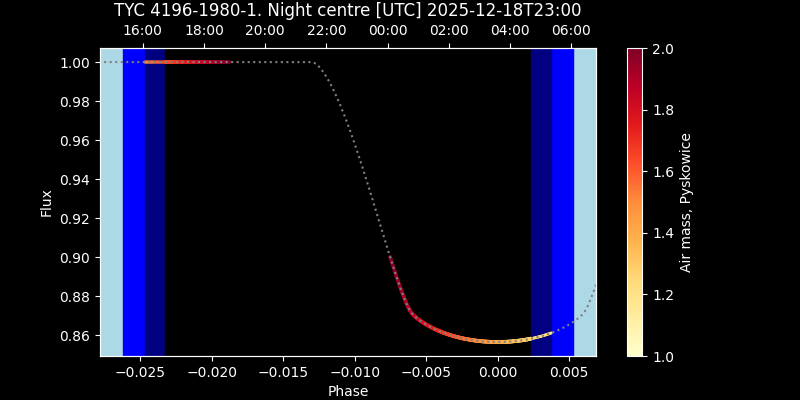 TYC 4196-1980-1. Night centre [UTC] 2025-12-18T23:00
16:00 18:00 20:00 22:00 00:00 02:00 04:00 06:00
1.00
0.98
0.96
0.94
0.92
0.90
0.88
0.86
Flux
−0.025 −0.020 −0.015 −0.010 −0.005 0.000 0.005
Phase
2.0
1.8
1.6
1.4
1.2
1.0
Air mass, Pyskowice